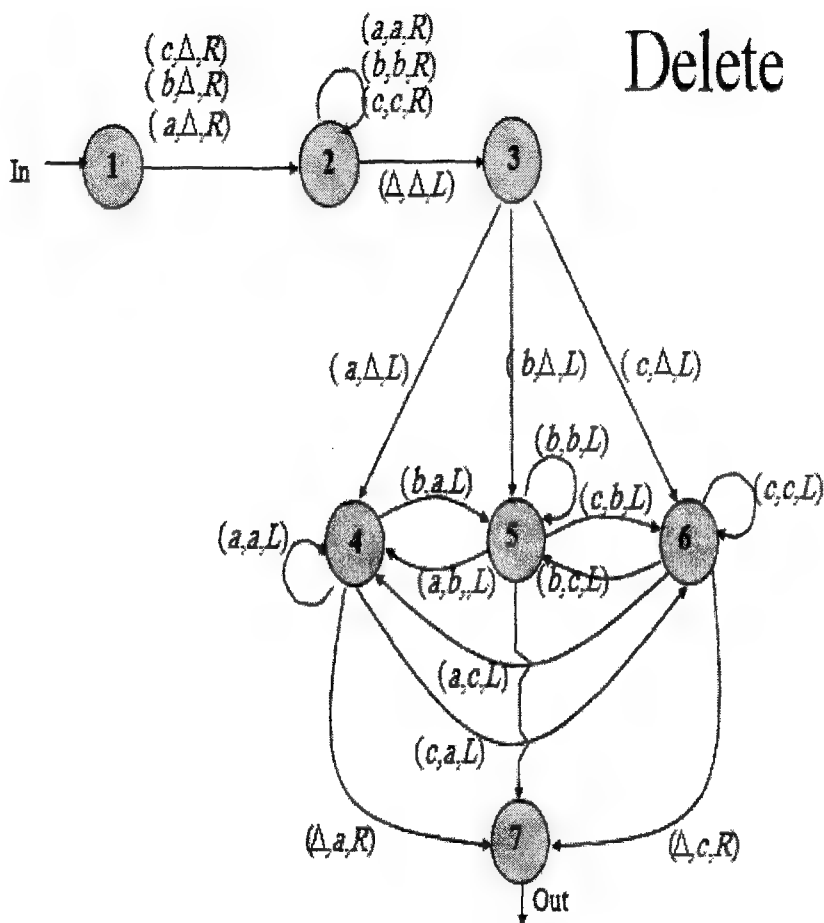 Delete
(c,Δ,R)
(b,Δ,R)
(a,Δ,R)
(a,a,R)
(b,b,R)
(c,c,R)
In
1
2
3
(Δ,Δ,L)
(a,Δ,L)
(b,Δ,L)
(c,Δ,L)
(b,b,L)
(b,a,L)
(c,b,L)
(c,c,L)
(a,a,L)
4
5
6
(a,b,,L)
(b,c,L)
(a,c,L)
(c,a,L)
(Δ,a,R)
7
(Δ,c,R)
Out